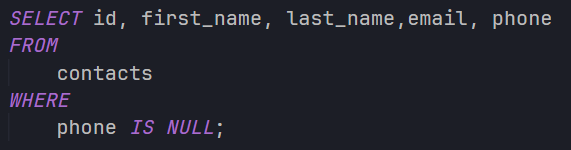 SELECT id, first_name, last_name,email, phone
FROM
    contacts
WHERE
    phone IS NULL;